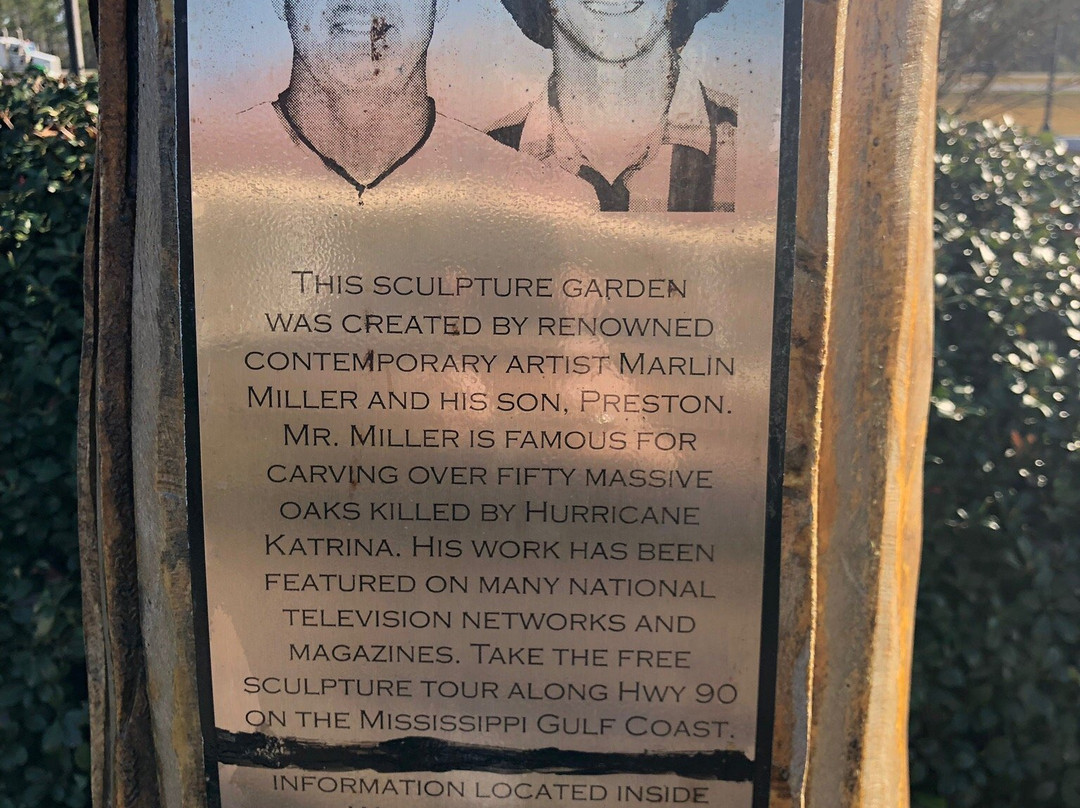 THIS SCULPTURE GARDEN
WAS CREATED BY RENOWNED
CONTEMPORARY ARTIST MARLIN
MILLER AND HIS SON, PRESTON.
MR. MILLER IS FAMOUS FOR
CARVING OVER FIFTY MASSIVE
OAKS KILLED BY HURRICANE
KATRINA. HIS WORK HAS BEEN
FEATURED ON MANY NATIONAL
TELEVISION NETWORKS AND
MAGAZINES. TAKE THE FREE
SCULPTURE TOUR ALONG HWY 90
ON THE MISSISSIPPI GULF COAST.
INFORMATION LOCATED INSIDE